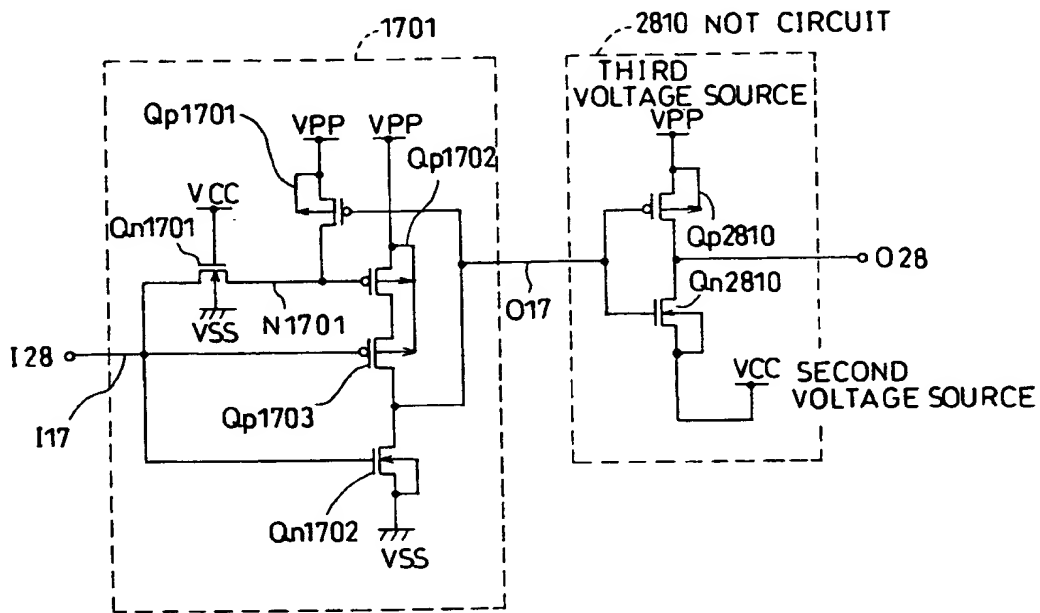 1701
2810 NOT CIRCUIT
THIRD
VOLTAGE SOURCE
Qp1701
VPP
VPP
VPP
Qp1702
VCC
Qn1701
Qp2810
O28
Qn2810
VSS
N1701
O17
I28
VCC
SECOND
VOLTAGE SOURCE
Qp1703
I17
Qn1702
VSS